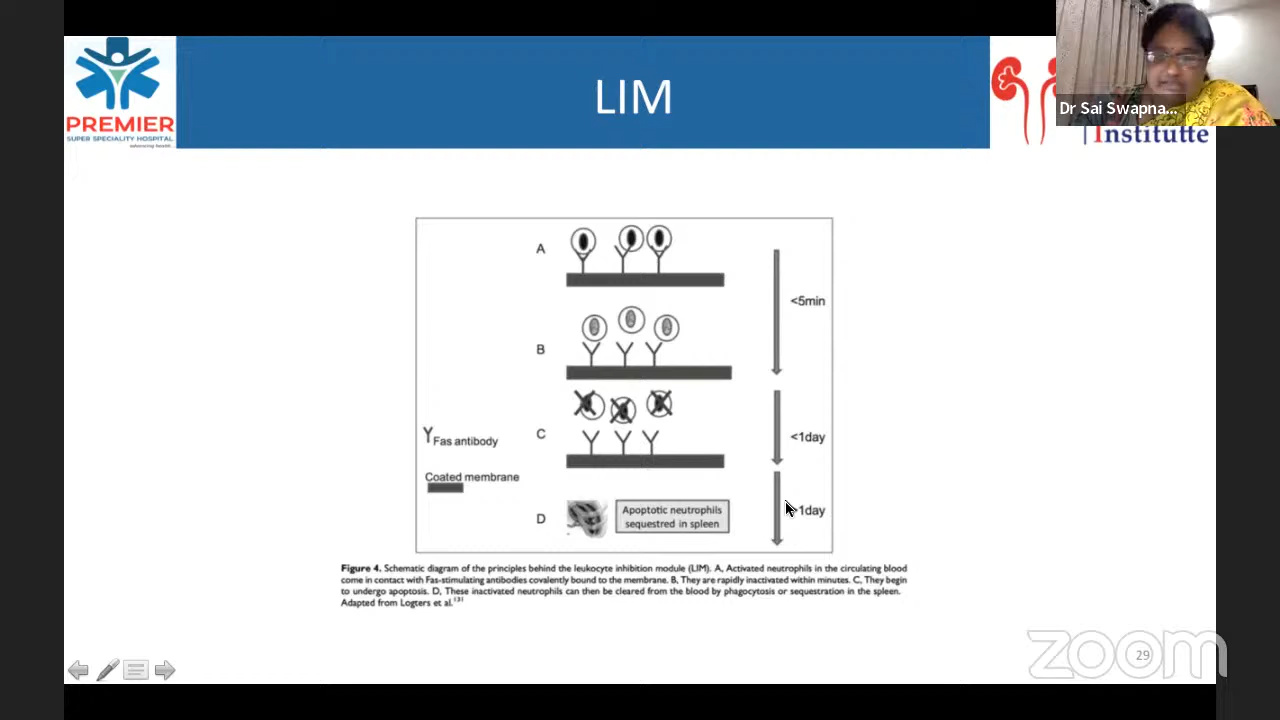 PREMIER
SUPER SPECIALITY HOSPITAL
advancing health..
LIM
Dr Sai Swapna...
Institutte
A
<5min
B
Fas antibody
C
<1day
Coated membrane
D
Apoptotic neutrophils
sequestred in spleen
1day
Figure 4. Schematic diagram of the principles behind the leukocyte inhibition module (LIM). A, Activated neutrophils in the circulating blood
come in contact with Fas-stimulating antibodies covalently bound to the membrane. B, They are rapidly inactivated within minutes. C, They begin
to undergo apoptosis. D, These inactivated neutrophils can then be cleared from the blood by phagocytosis or sequestration in the spleen.
Adapted from Logters et al.
zoom
29